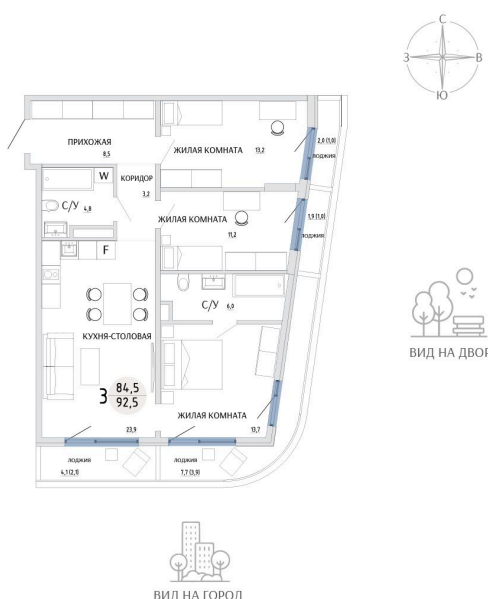 С
З
В
Ю
ПРИХОЖАЯ
8,5
ЖИЛАЯ КОМНАТА
13,2
2,0 (1,0)
ЛОДЖИЯ
W
КОРИДОР
3,2
С/У
4,8
ЖИЛАЯ КОМНАТА
11,2
1,9 (1,0)
ЛОДЖИЯ
F
С/У
6,0
КУХНЯ-СТОЛОВАЯ
3
84,5
92,5
ЖИЛАЯ КОМНАТА
23,9
13,7
ЛОДЖИЯ
4,1 (2,1)
ЛОДЖИЯ
7,7 (3,9)
ВИД НА ДВОР
ВИД НА ГОРОД